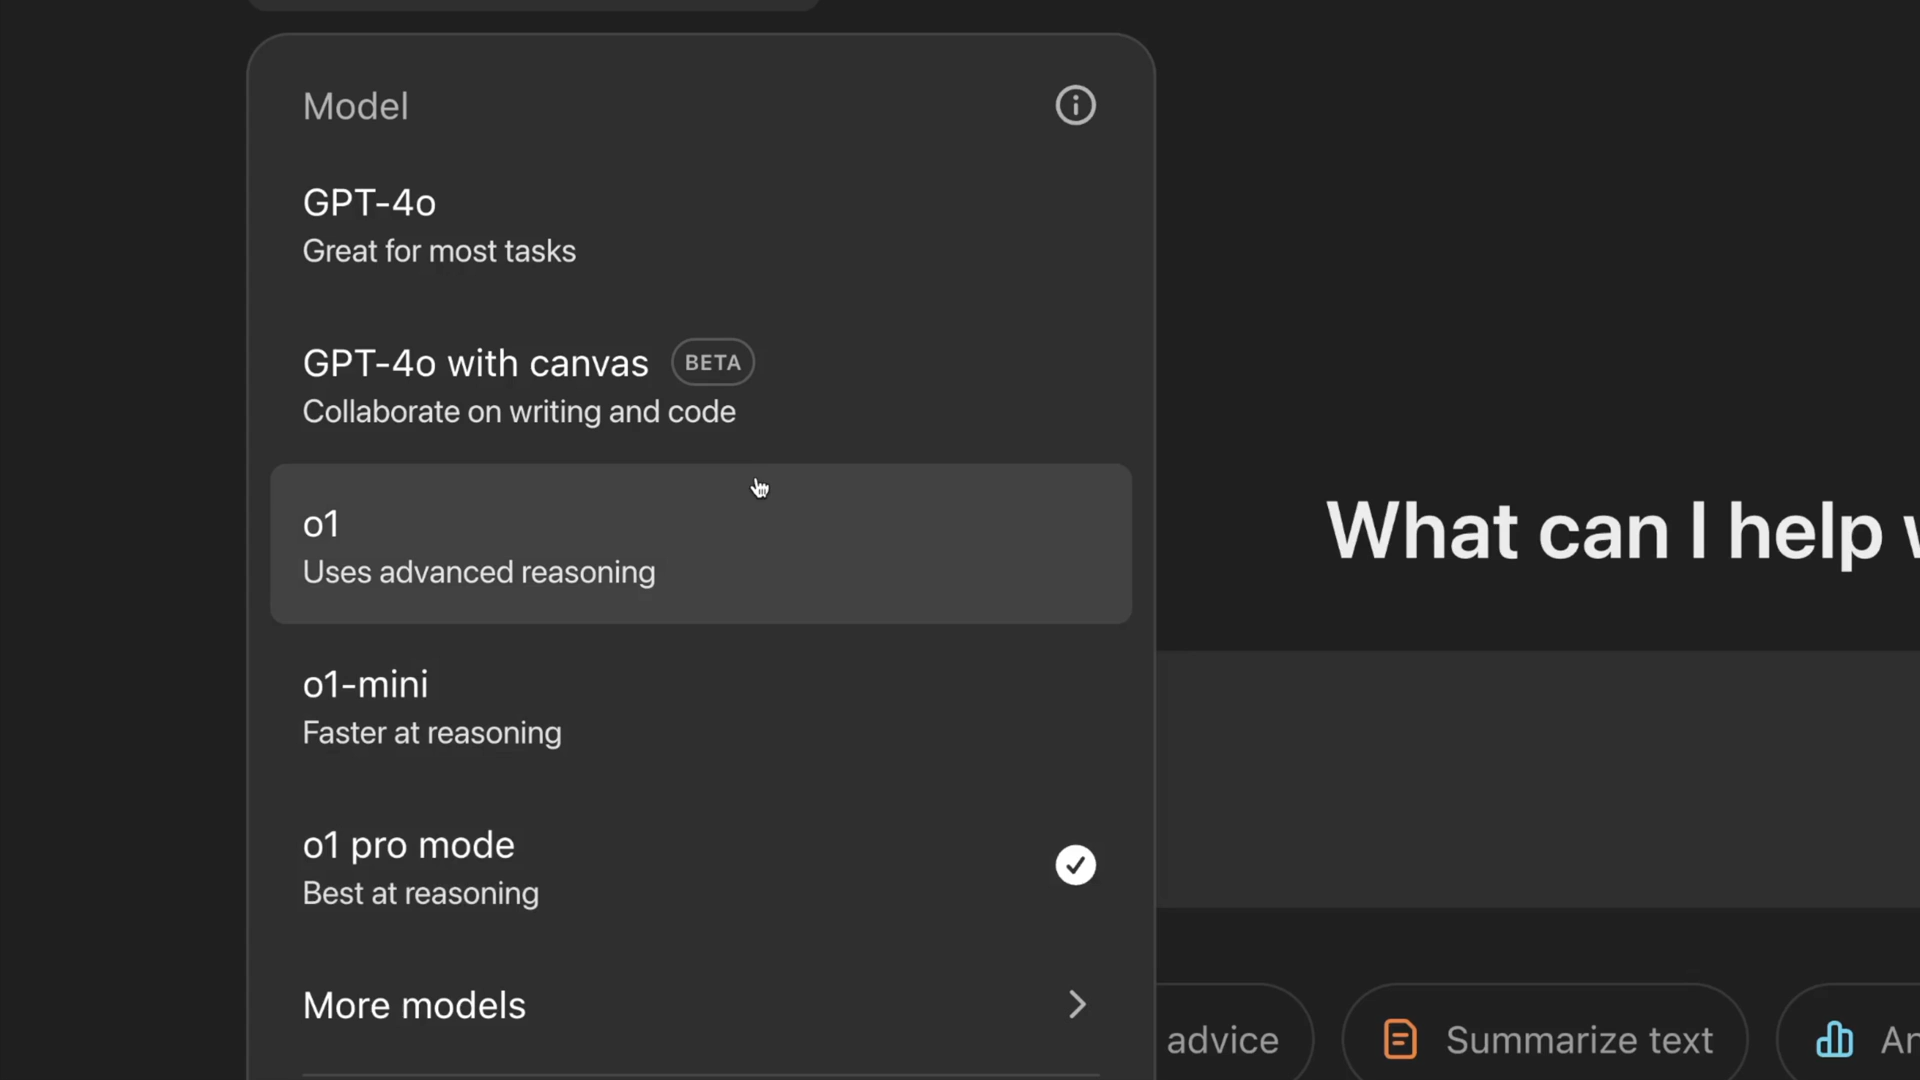 Model
GPT-4o
Great for most tasks
GPT-4o with canvas BETA
Collaborate on writing and code
o1
Uses advanced reasoning
What can I help
o1-mini
Faster at reasoning
o1 pro mode
Best at reasoning
More models
advice
Summarize text